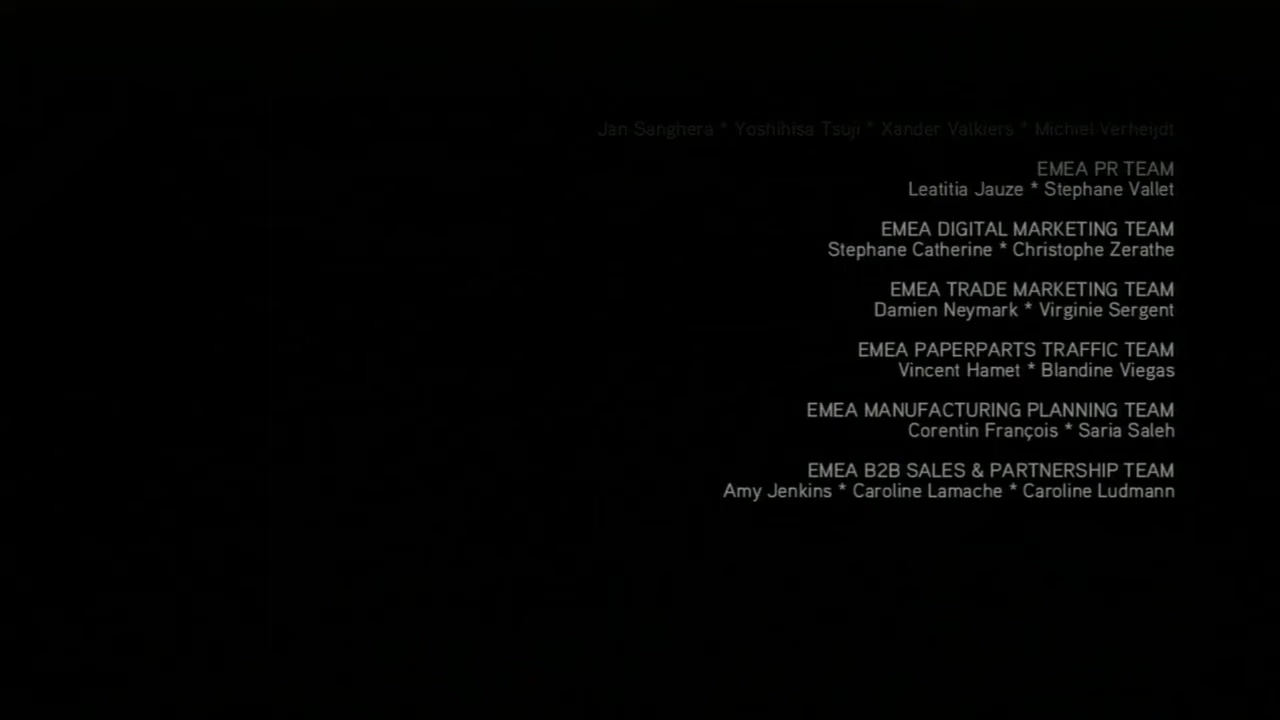 Jan Sanghera * Yoshihisa Tsuji * Xander Valkiers * Michiel Verheijdt
EMEA PR TEAM
Leatitia Jauze * Stephane Vallet
EMEA DIGITAL MARKETING TEAM
Stephane Catherine * Christophe Zerathe
EMEA TRADE MARKETING TEAM
Damien Neymark * Virginie Sergent
EMEA PAPERPARTS TRAFFIC TEAM
Vincent Hamet * Blandine Viegas
EMEA MANUFACTURING PLANNING TEAM
Corentin François * Saria Saleh
EMEA B2B SALES & PARTNERSHIP TEAM
Amy Jenkins * Caroline Lamache * Caroline Ludmann